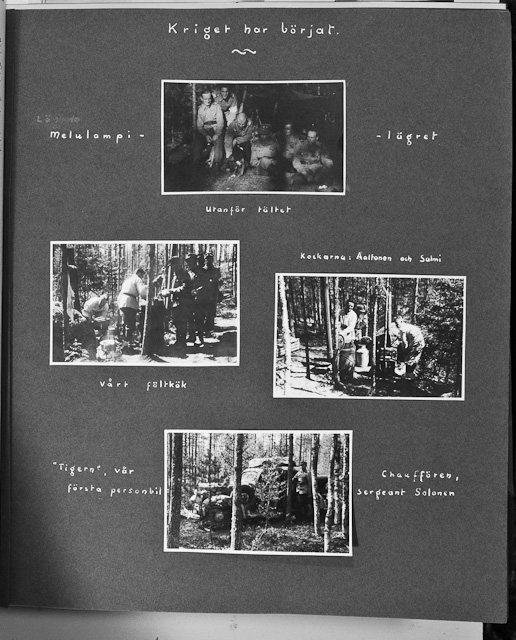 Kriget har börjat.
Melulampi -
- lägret
Utanför tältet
Kockarna: Aaltonen och Salmi
vårt fältkök
"Tigern", vår
första personbil
Chauffören,
sergeant Salonen